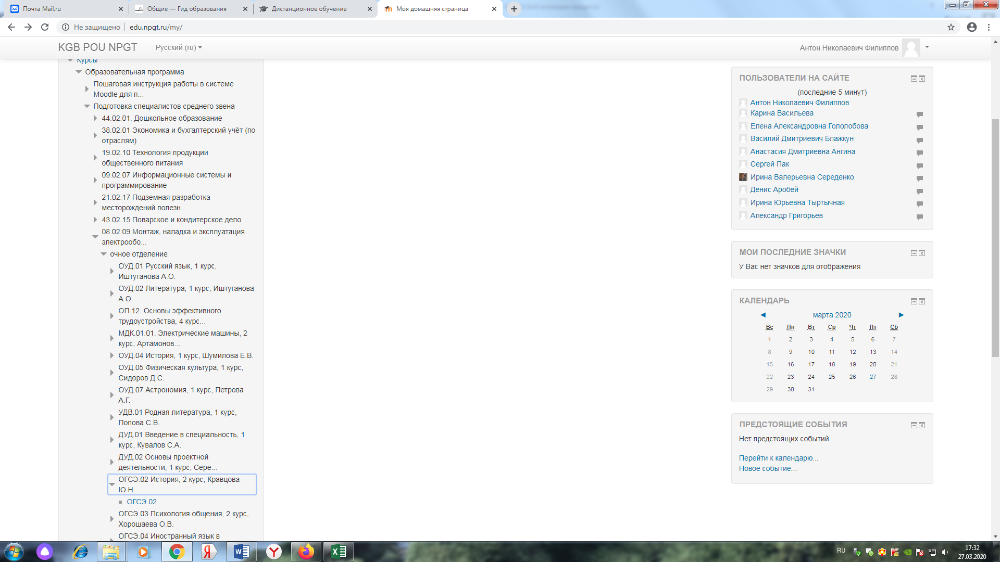 Почта Mail.ru
Общие — Гид образования
Дистанционное обучение
Моя домашняя страница
Не защищено
edu.npgt.ru/my/
KGB POU NPGT
Русский (ru)
Антон Николаевич Филиппов
Курсы
Образовательная программа
Пошаговая инструкция работы в системе
Moodle для п...
Подготовка специалистов среднего звена
44.02.01. Дошкольное образование
38.02.01 Экономика и бухгалтерский учёт (по
отраслям)
19.02.10 Технология продукции
общественного питания
09.02.07 Информационные системы и
программирование
21.02.17 Подземная разработка
месторождений полезн...
43.02.15 Поварское и кондитерское дело
08.02.09 Монтаж, наладка и эксплуатация
электрообо...
очное отделение
ОУД.01 Русский язык, 1 курс,
Иштуганова А.О.
ОУД.02 Литература, 1 курс, Иштуганова
А.О.
ОП.12. Основы эффективного
трудоустройства, 4 курс...
МДК.01.01. Электрические машины, 2
курс, Артамонов...
ОУД.04 История, 1 курс, Шумилова Е.В.
ОУД.05 Физическая культура, 1 курс,
Сидоров Д.С.
ОУД.07 Астрономия, 1 курс, Петрова
А.Г.
УДВ.01 Родная литература, 1 курс,
Попова С.В.
ДУД.01 Введение в специальность, 1
курс, Кувалов С.А.
ДУД.02 Основы проектной
деятельности, 1 курс, Сере...
ОГСЭ.02 История, 2 курс, Кравцова
Ю.Н.
ОГСЭ.02
ОГСЭ.03 Психология общения, 2 курс,
Хорошаева О.В.
ОГСЭ.04 Иностранный язык в
ПОЛЬЗОВАТЕЛИ НА САЙТЕ
(последние 5 минут)
Антон Николаевич Филиппов
Карина Васильева
Елена Александровна Гололобова
Василий Дмитриевич Блажкун
Анастасия Дмитриевна Ангина
Сергей Пак
Ирина Валерьевна Середенко
Денис Аробей
Ирина Юрьевна Тыртычная
Александр Григорьев
МОИ ПОСЛЕДНИЕ ЗНАЧКИ
У Вас нет значков для отображения
КАЛЕНДАРЬ
◄ марта 2020 ►
Вс Пн Вт Ср Чт Пт Сб
1 2 3 4 5 6 7
8 9 10 11 12 13 14
15 16 17 18 19 20 21
22 23 24 25 26 27 28
29 30 31
ПРЕДСТОЯЩИЕ СОБЫТИЯ
Нет предстоящих событий
Перейти к календарю...
Новое событие...
RU
17:32
27.03.2020